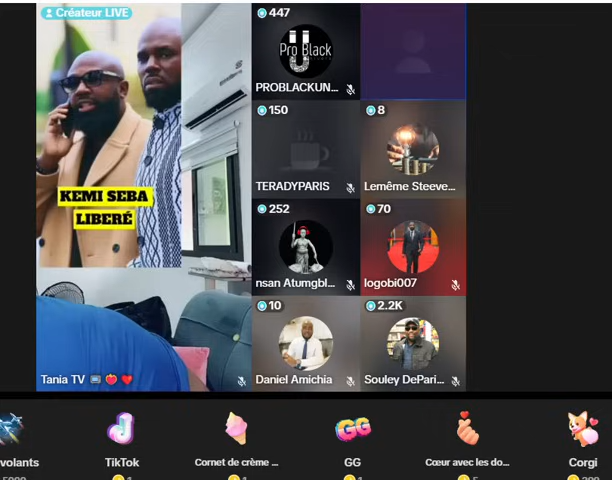 Créateur LIVE
KEMI SEBA
LIBERÉ
Tania TV
447
Pro Black
PROBLACKUN...
150
TERADYPARIS
8
Lemême Steeve...
252
nsan Atumgbl...
70
logobi007
10
Daniel Amichia
2.2K
Souley DePari...
volants
TikTok
Cornet de crème ...
GG
GG
Cœur avec les do...
Corgi